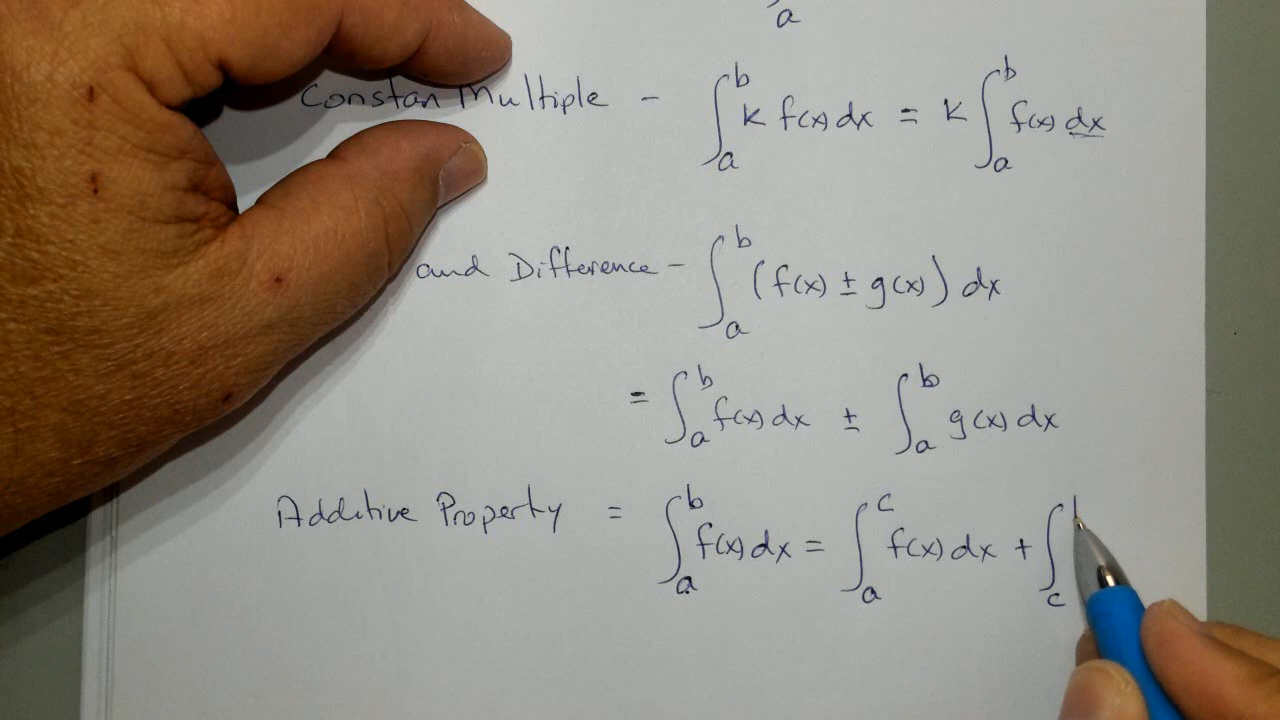 a
Constan Multiple - ∫_a^b k f(x) dx = k ∫_a^b f(x) dx
and Difference - ∫_a^b (f(x) ± g(x)) dx
= ∫_a^b f(x) dx ± ∫_a^b g(x) dx
Additive Property = ∫_a^b f(x) dx = ∫_a^c f(x) dx + ∫_c